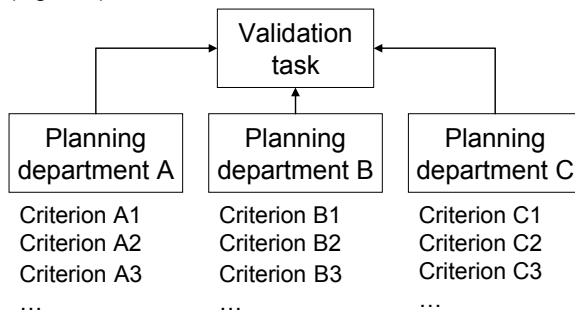 Validation
task
Planning
department A
Planning
department B
Planning
department C
Criterion A1
Criterion A2
Criterion A3
…
Criterion B1
Criterion B2
Criterion B3
…
Criterion C1
Criterion C2
Criterion C3
…